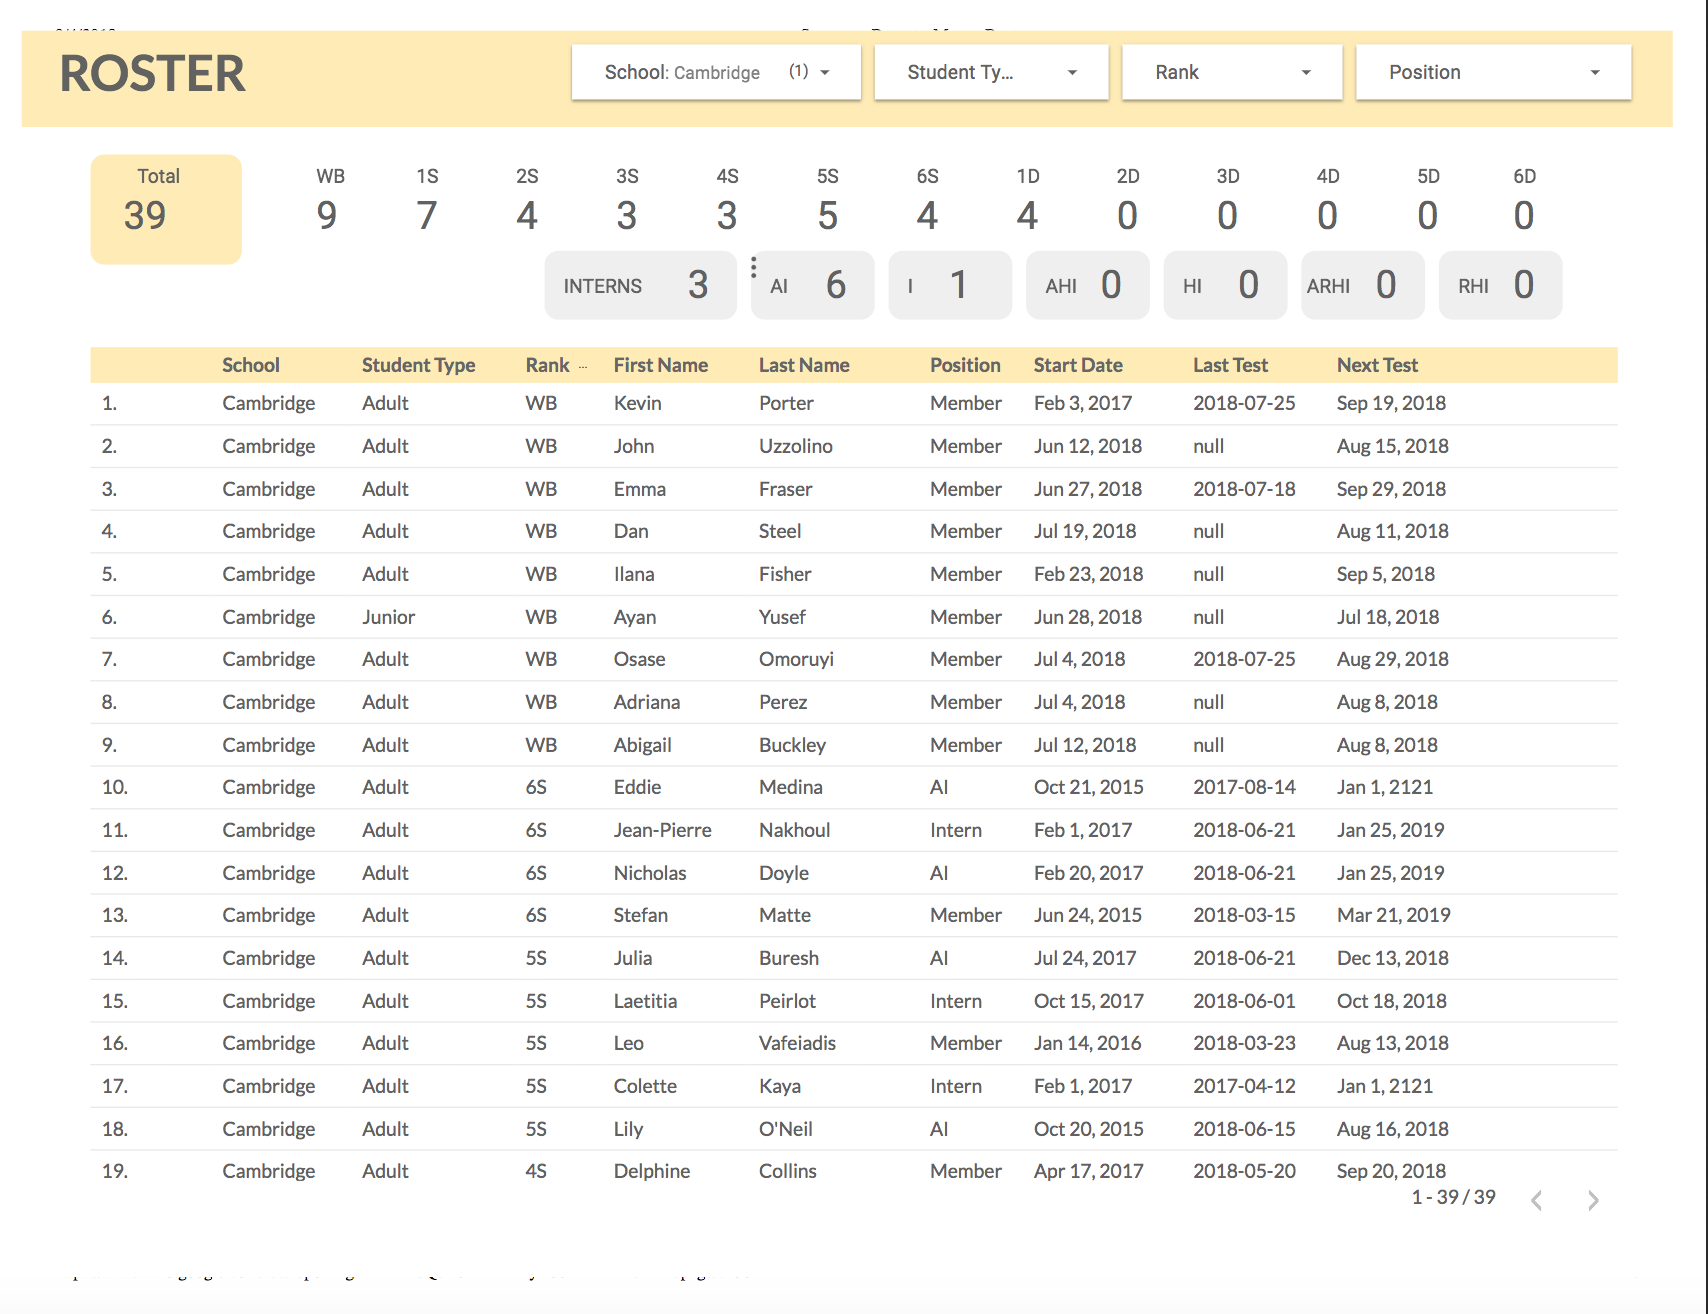 ROSTER
School: Cambridge (1) Student Ty... Rank Position
Total WB 1S 2S 3S 4S 5S 6S 1D 2D 3D 4D 5D 6D
39 9 7 4 3 3 5 4 4 0 0 0 0 0
INTERNS 3 AI 6 I 1 AHI 0 HI 0 ARHI 0 RHI 0
School Student Type Rank ... First Name Last Name Position Start Date Last Test Next Test
1. Cambridge Adult WB Kevin Porter Member Feb 3, 2017 2018-07-25 Sep 19, 2018
2. Cambridge Adult WB John Uzzolino Member Jun 12, 2018 null Aug 15, 2018
3. Cambridge Adult WB Emma Fraser Member Jun 27, 2018 2018-07-18 Sep 29, 2018
4. Cambridge Adult WB Dan Steel Member Jul 19, 2018 null Aug 11, 2018
5. Cambridge Adult WB Ilana Fisher Member Feb 23, 2018 null Sep 5, 2018
6. Cambridge Junior WB Ayan Yusef Member Jun 28, 2018 null Jul 18, 2018
7. Cambridge Adult WB Osase Omoruyi Member Jul 4, 2018 2018-07-25 Aug 29, 2018
8. Cambridge Adult WB Adriana Perez Member Jul 4, 2018 null Aug 8, 2018
9. Cambridge Adult WB Abigail Buckley Member Jul 12, 2018 null Aug 8, 2018
10. Cambridge Adult 6S Eddie Medina AI Oct 21, 2015 2017-08-14 Jan 1, 2121
11. Cambridge Adult 6S Jean-Pierre Nakhoul Intern Feb 1, 2017 2018-06-21 Jan 25, 2019
12. Cambridge Adult 6S Nicholas Doyle AI Feb 20, 2017 2018-06-21 Jan 25, 2019
13. Cambridge Adult 6S Stefan Matte Member Jun 24, 2015 2018-03-15 Mar 21, 2019
14. Cambridge Adult 5S Julia Buresh AI Jul 24, 2017 2018-06-21 Dec 13, 2018
15. Cambridge Adult 5S Laetitia Peirlot Intern Oct 15, 2017 2018-06-01 Oct 18, 2018
16. Cambridge Adult 5S Leo Vafeiadis Member Jan 14, 2016 2018-03-23 Aug 13, 2018
17. Cambridge Adult 5S Colette Kaya Intern Feb 1, 2017 2017-04-12 Jan 1, 2121
18. Cambridge Adult 5S Lily O'Neil AI Oct 20, 2015 2018-06-15 Aug 16, 2018
19. Cambridge Adult 4S Delphine Collins Member Apr 17, 2017 2018-05-20 Sep 20, 2018
1 - 39 / 39